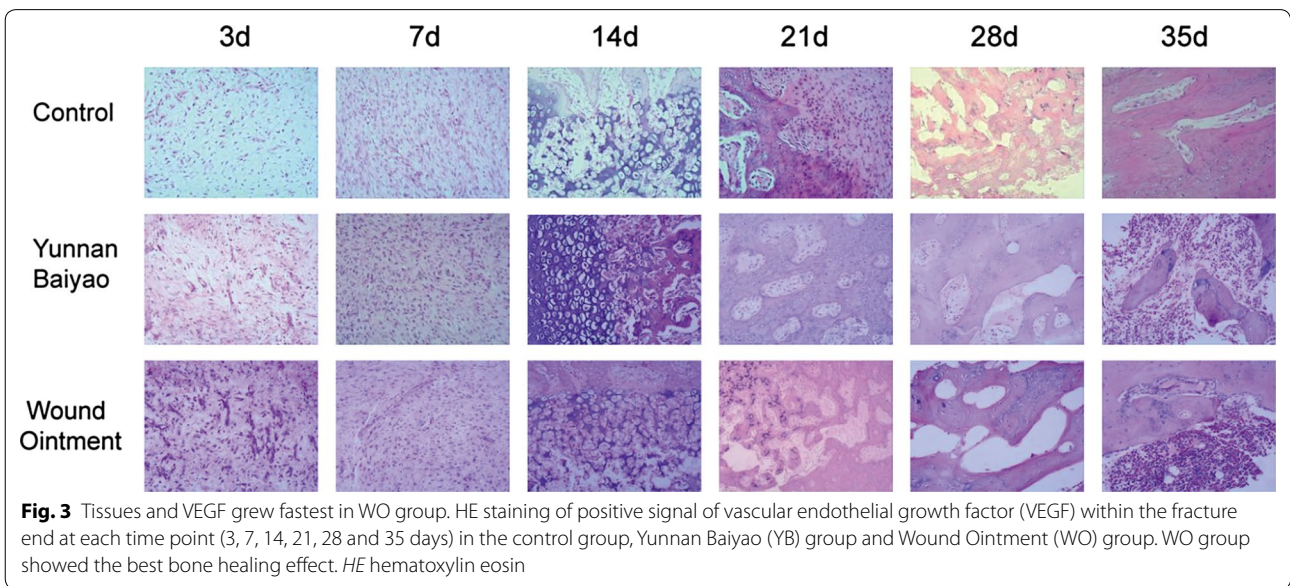 3d 7d 14d 21d 28d 35d
Control
Yunnan
Baiyao
Wound
Ointment
Fig. 3 Tissues and VEGF grew fastest in WO group. HE staining of positive signal of vascular endothelial growth factor (VEGF) within the fracture
end at each time point (3, 7, 14, 21, 28 and 35 days) in the control group, Yunnan Baiyao (YB) group and Wound Ointment (WO) group. WO group
showed the best bone healing effect. HE hematoxylin eosin